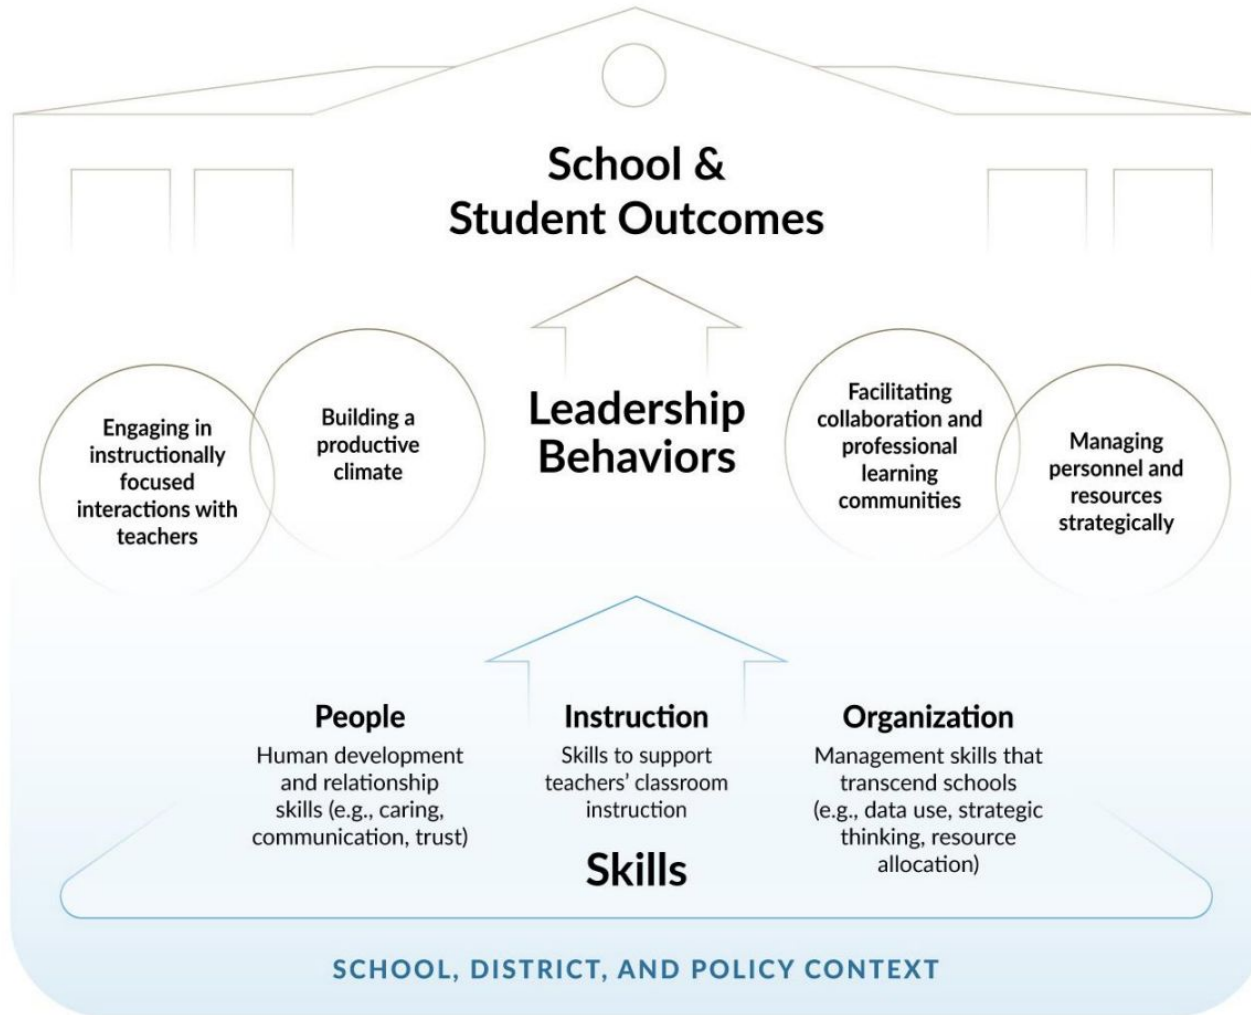 School &
Student Outcomes
Engaging in
instructionally
focused
interactions with
teachers
Building a
productive
climate
Leadership
Behaviors
Facilitating
collaboration and
professional
learning
communities
Managing
personnel and
resources
strategically
People
Human development
and relationship
skills (e.g., caring,
communication, trust)
Instruction
Skills to support
teachers’ classroom
instruction
Organization
Management skills that
transcend schools
(e.g., data use, strategic
thinking, resource
allocation)
Skills
SCHOOL, DISTRICT, AND POLICY CONTEXT